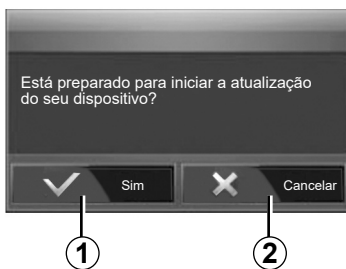 Está preparado para iniciar a atualização
do seu dispositivo?
Sim
Cancelar
1
2